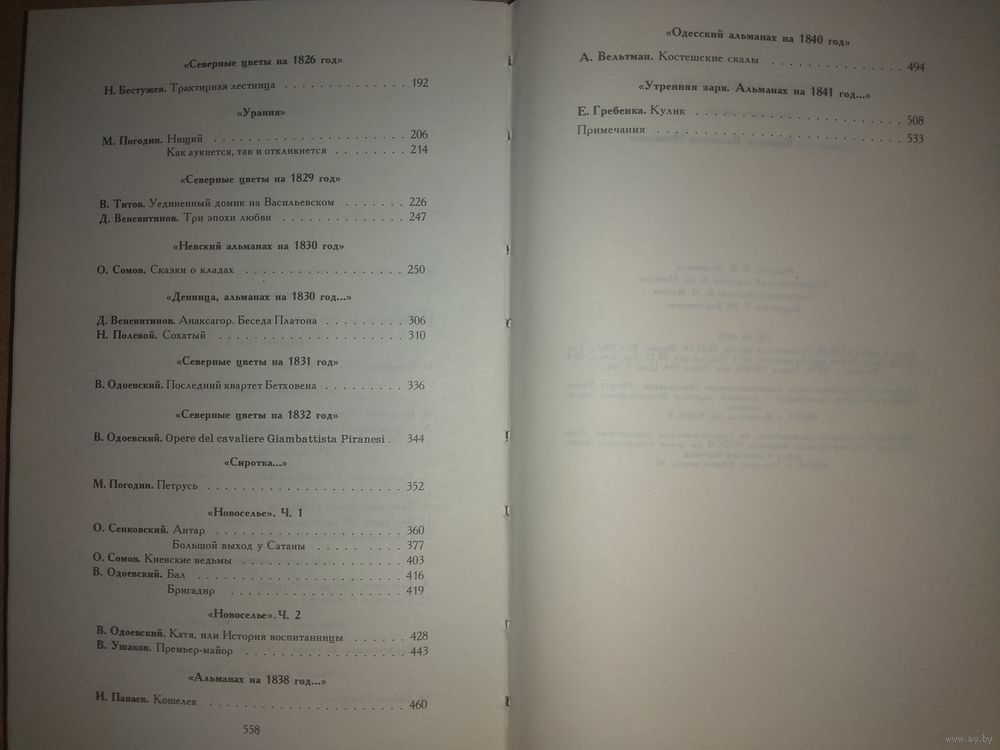 «Северные цветы на 1826 год»
Н. Бестужев. Трактирная лестница . . . . . . . . . . . . . 192
«Урания»
М. Погодин. Нищий . . . . . . . . . . . . . . . . . . . . . . 206
Как аукнется, так и откликнется . . . . . . . . 214
«Северные цветы на 1829 год»
В. Титов. Уединенный домик на Васильевском . . . . . . . 226
Д. Веневитинов. Три эпохи любви . . . . . . . . . . . . . . 247
«Невский альманах на 1830 год»
О. Сомов. Сказки о кладах . . . . . . . . . . . . . . . . . . 250
«Денница, альманах на 1830 год...»
Д. Веневитинов. Анаксагор. Беседа Платона . . . . . . . . . 306
Н. Полевой. Сохатый . . . . . . . . . . . . . . . . . . . . . 310
«Северные цветы на 1831 год»
В. Одоевский. Последний квартет Бетховена . . . . . . . . . 336
«Северные цветы на 1832 год»
В. Одоевский. Opere del cavaliere Giambattista Piranesi . 344
«Сиротка...»
М. Погодин. Петрусь . . . . . . . . . . . . . . . . . . . . . 352
«Новоселье». Ч. 1
О. Сенковский. Антар . . . . . . . . . . . . . . . . . . . . 360
Большой выход у Сатаны . . . . . . . . . 377
О. Сомов. Киевские ведьмы . . . . . . . . . . . . . . . . . . 403
В. Одоевский. Бал . . . . . . . . . . . . . . . . . . . . . . 416
Бригадир . . . . . . . . . . . . . . . . . . . 419
«Новоселье». Ч. 2
В. Одоевский. Катя, или История воспитанницы . . . . . . 428
В. Ушаков. Премьер-майор . . . . . . . . . . . . . . . . . . 443
«Альманах на 1838 год...»
И. Панаев. Кошелек . . . . . . . . . . . . . . . . . . . . . 460
558
«Одесский альманах на 1840 год»
А. Вельтман. Костешские скалы . . . . . . . . . . . . . . . 494
«Утренняя заря. Альманах на 1841 год...»
Е. Гребенка. Кулик . . . . . . . . . . . . . . . . . . . . . . 508
Примечания . . . . . . . . . . . . . . . . . . . . . . . . . . 533
www.ay.by